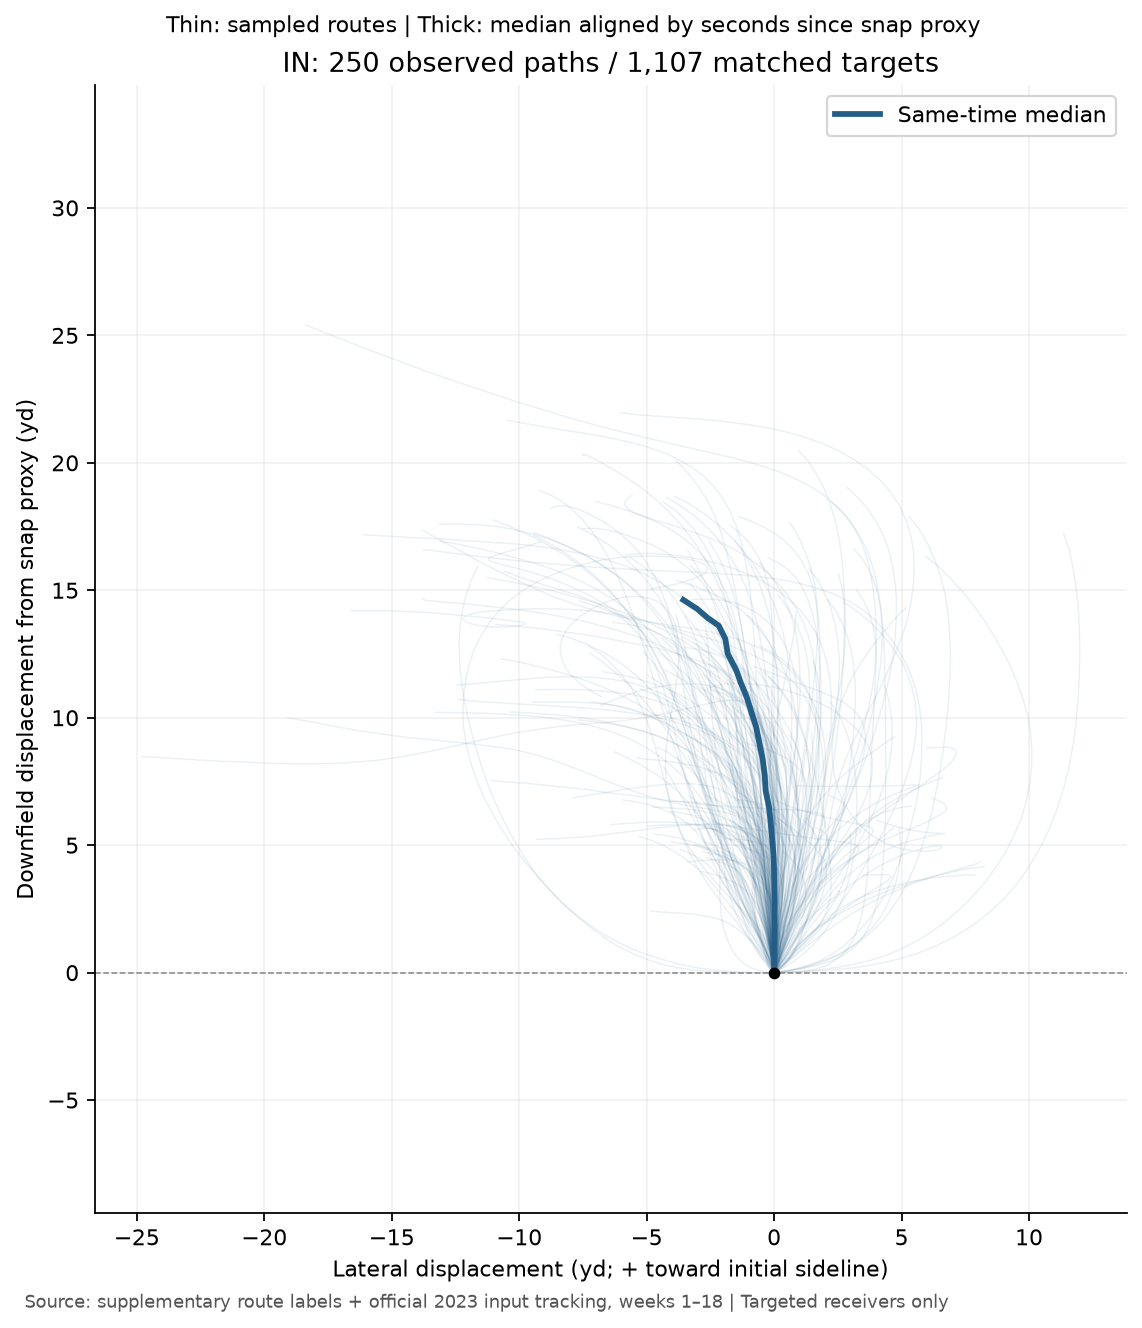 Thin: sampled routes | Thick: median aligned by seconds since snap proxy
IN: 250 observed paths / 1,107 matched targets
Same-time median
30
25
20
15
10
5
0
−5
Downfield displacement from snap proxy (yd)
−25 −20 −15 −10 −5 0 5 10
Lateral displacement (yd; + toward initial sideline)
Source: supplementary route labels + official 2023 input tracking, weeks 1–18 | Targeted receivers only